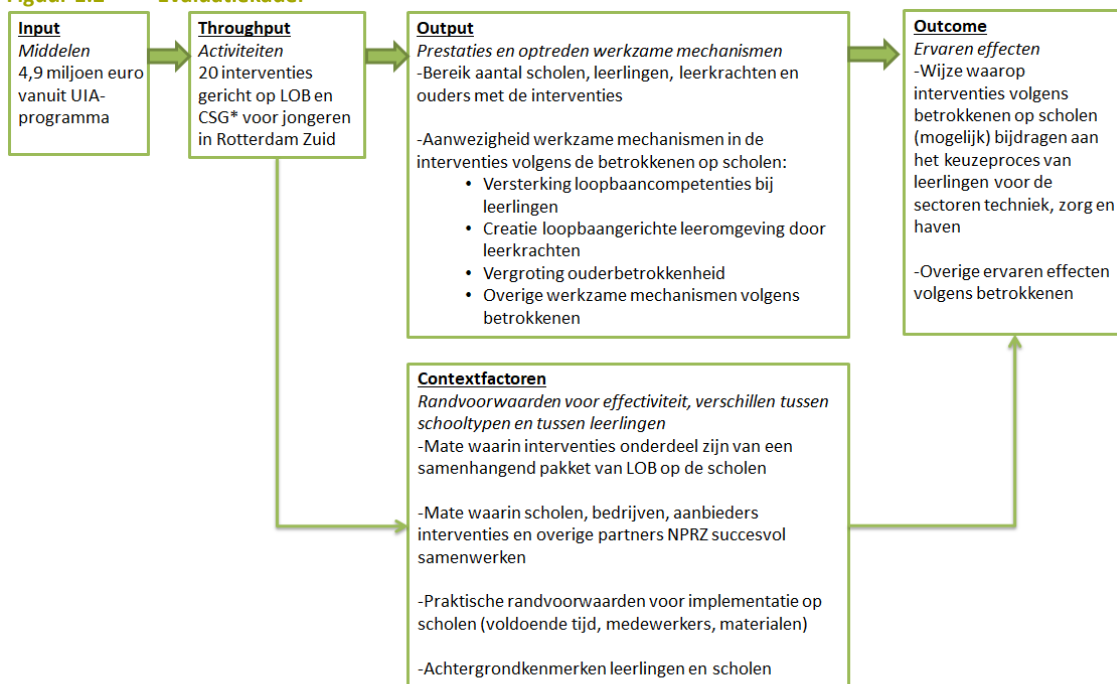 Input
Middelen
4,9 miljoen euro
vanuit UIA-
programma
Throughput
Activiteiten
20 interventies
gericht op LOB en
CSG* voor jongeren
in Rotterdam Zuid
Output
Prestaties en optreden werkzame mechanismen
-Bereik aantal scholen, leerlingen, leerkrachten en
ouders met de interventies
-Aanwezigheid werkzame mechanismen in de
interventies volgens de betrokkenen op scholen:
• Versterking loopbaancompetenties bij
leerlingen
• Creatie loopbaangerichte leeromgeving door
leerkrachten
• Vergroting ouderbetrokkenheid
• Overige werkzame mechanismen volgens
betrokkenen
Outcome
Ervaren effecten
-Wijze waarop
interventies volgens
betrokkenen op scholen
(mogelijk) bijdragen aan
het keuzeproces van
leerlingen voor de
sectoren techniek, zorg en
haven
-Overige ervaren effecten
volgens betrokkenen
Contextfactoren
Randvoorwaarden voor effectiviteit, verschillen tussen
schooltypen en tussen leerlingen
-Mate waarin interventies onderdeel zijn van een
samenhangend pakket van LOB op de scholen
-Mate waarin scholen, bedrijven, aanbieders
interventies en overige partners NPRZ succesvol
samenwerken
-Praktische randvoorwaarden voor implementatie op
scholen (voldoende tijd, medewerkers, materialen)
-Achtergrondkenmerken leerlingen en scholen